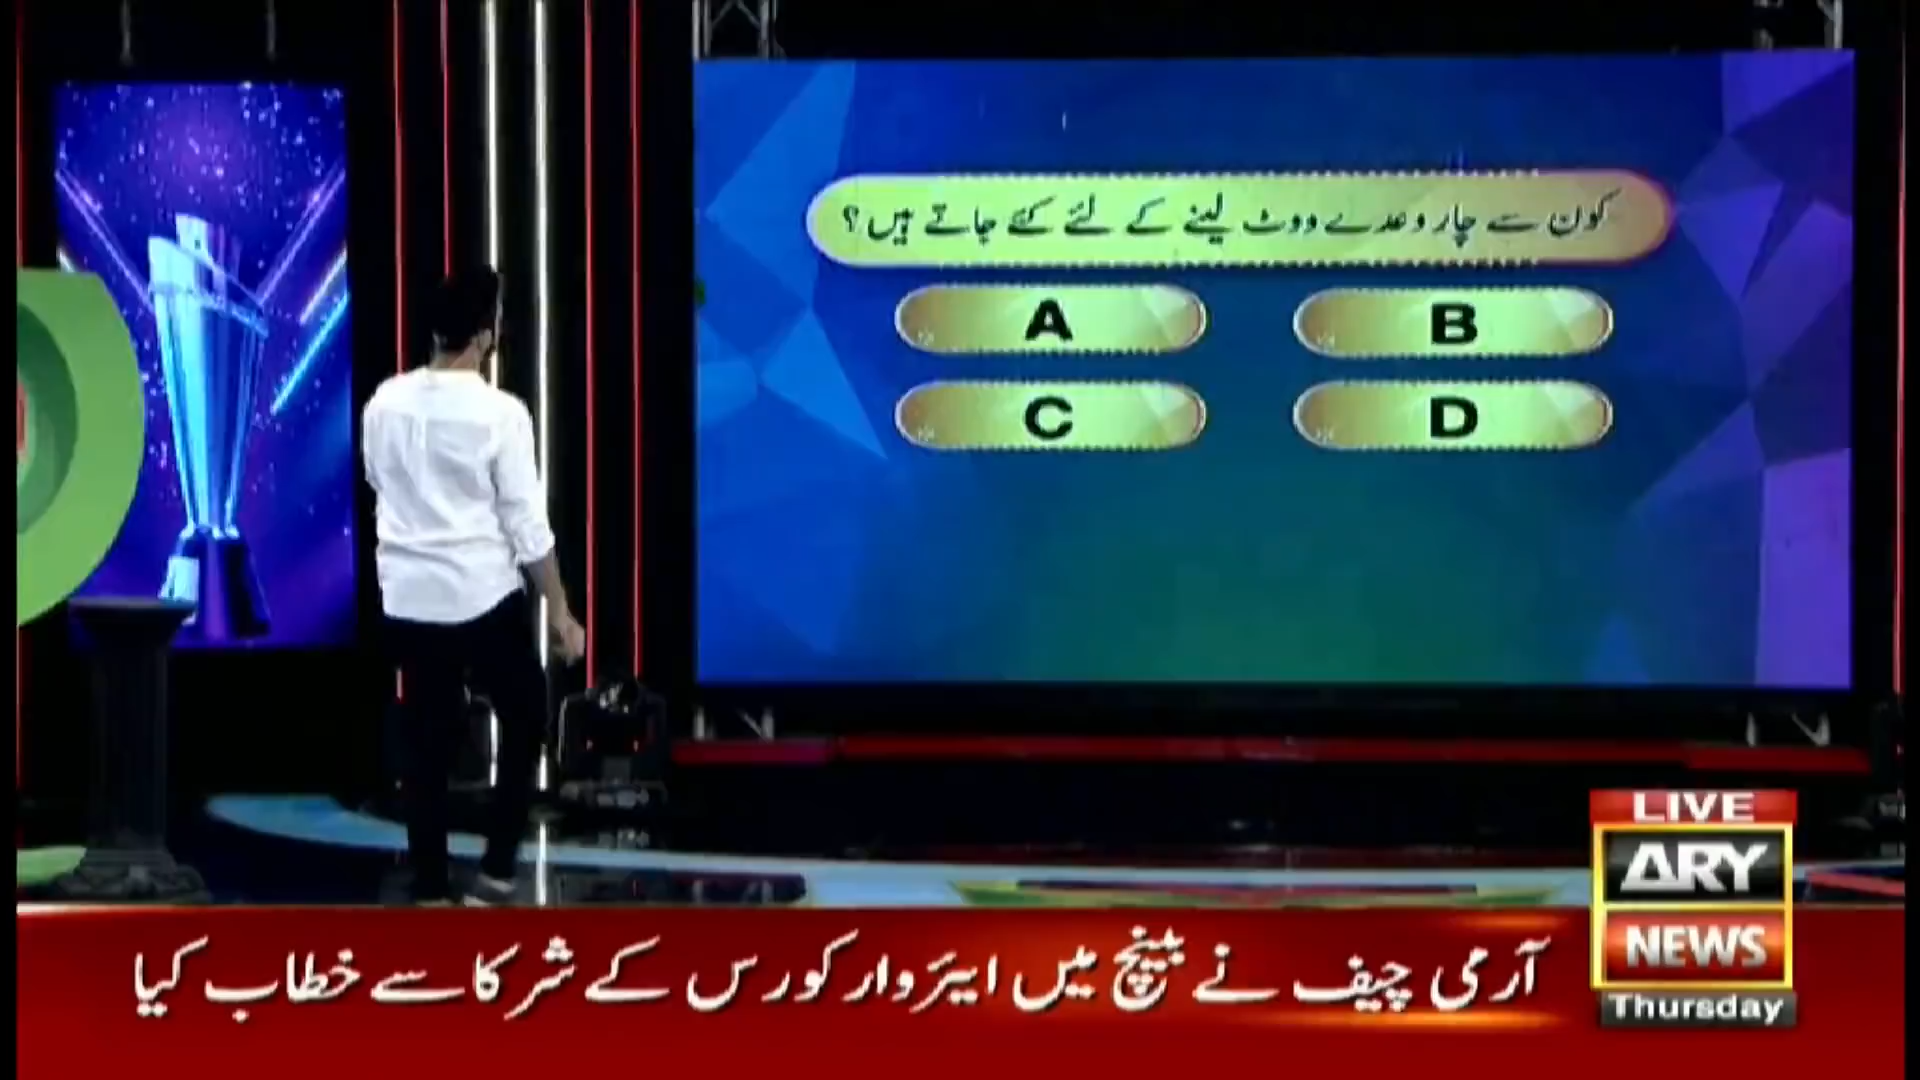 کون سے چار وعدے ووٹ لینے کے لئے کئے جاتے ہیں؟
A
B
C
D
LIVE
ARY
NEWS
Thursday
آرمی چیف نے بینچ میں ایئروار کورس کے شرکا سے خطاب کیا